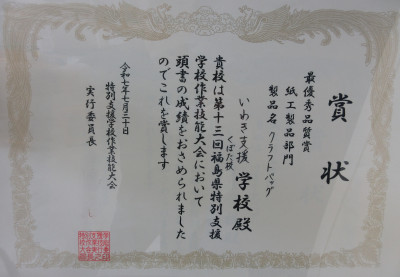 賞状
最優秀品質賞
紙工製品部門
製品名 クラフトバッグ
いわき支援学校殿
くぼた校
貴校は第十三回福島県特別支援
学校作業技能大会において
頭書の成績をおさめられました
のでこれを賞します
令和七年七月三十日
特別支援学校作業技能大会
実行委員長